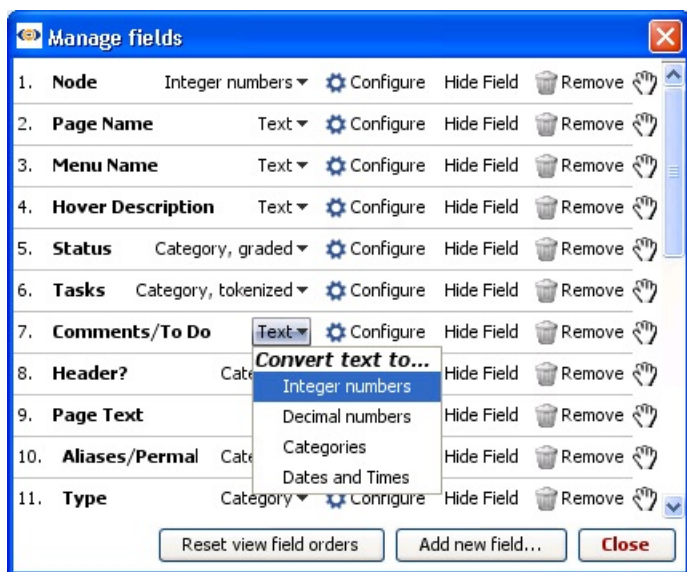 Manage fields
1. Node Integer numbers Configure Hide Field Remove
2. Page Name Text Configure Hide Field Remove
3. Menu Name Text Configure Hide Field Remove
4. Hover Description Text Configure Hide Field Remove
5. Status Category, graded Configure Hide Field Remove
6. Tasks Category, tokenized Configure Hide Field Remove
7. Comments/To Do Text Configure Hide Field Remove
Convert text to...
8. Header? Cate Hide Field Remove
Integer numbers
9. Page Text Hide Field Remove
Decimal numbers
10. Aliases/Permal Cate Hide Field Remove
Categories
Dates and Times
11. Type Category Configure Hide Field Remove
Reset view field orders Add new field... Close